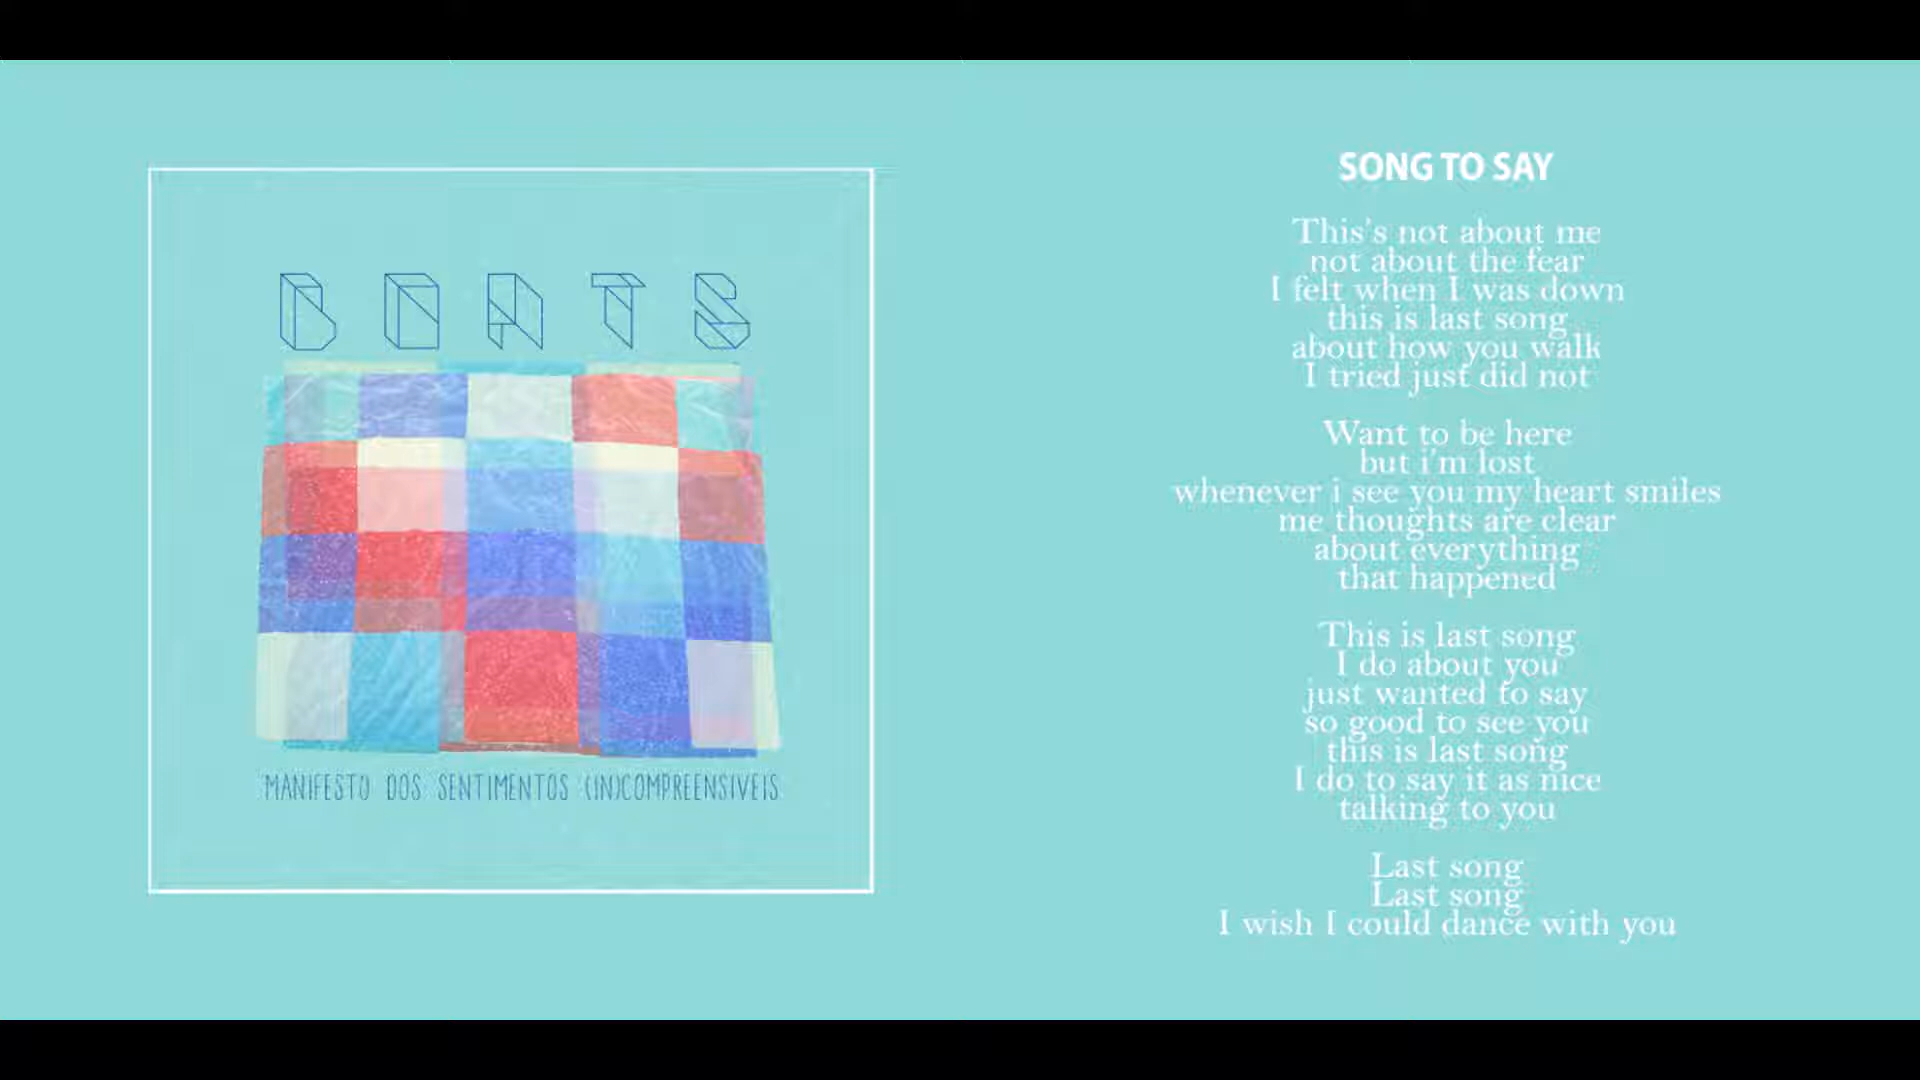 BOATS
MANIFESTO DOS SENTIMENTOS (IN)COMPREENSIVEIS
SONG TO SAY
This's not about me
not about the fear
I felt when I was down
this is last song
about how you walk
I tried just did not
Want to be here
but i'm lost
whenever i see you my heart smiles
me thoughts are clear
about everything
that happened
This is last song
I do about you
just wanted to say
so good to see you
this is last song
I do to say it as nice
talking to you
Last song
Last song
I wish I could dance with you